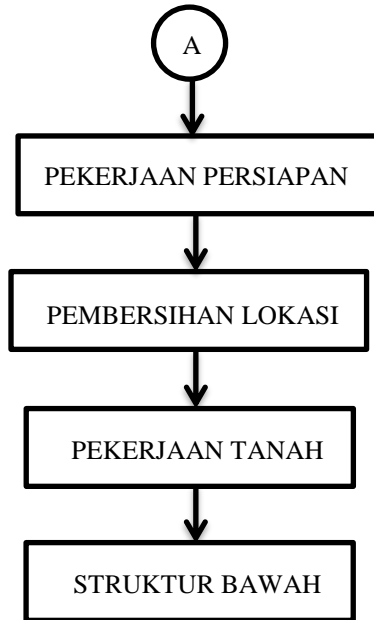 A
PEKERJAAN PERSIAPAN
PEMBERSIHAN LOKASI
PEKERJAAN TANAH
STRUKTUR BAWAH